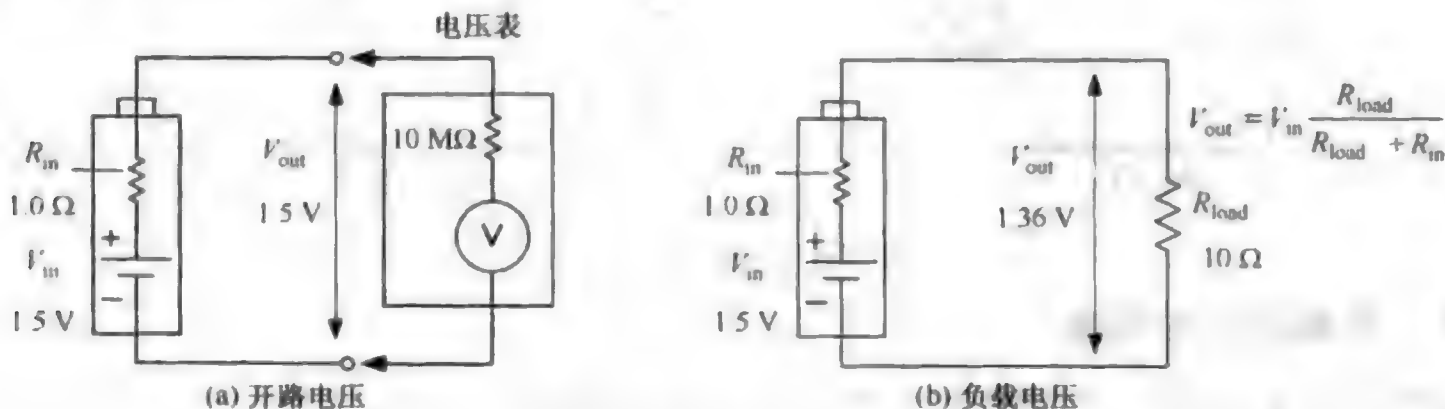 电压表
10 MΩ
R_in
1.0 Ω
V_out
1.5 V
V
+
V_in
−
1.5 V
(a) 开路电压
V_out = V_in R_load / (R_load + R_in)
R_in
1.0 Ω
V_out
1.36 V
R_load
10 Ω
+
V_in
−
1.5 V
(b) 负载电压